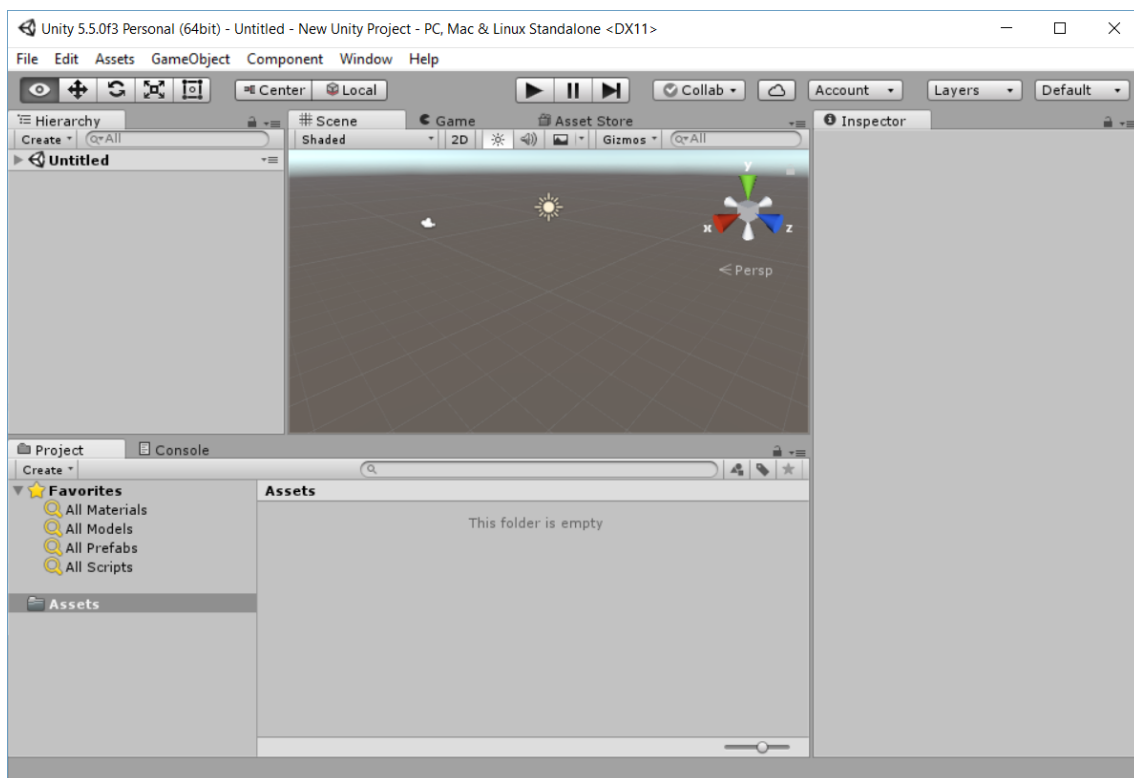 Unity 5.5.0f3 Personal (64bit) - Untitled - New Unity Project - PC, Mac & Linux Standalone <DX11>
File Edit Assets GameObject Component Window Help
Center Local Collab Account Layers Default
Hierarchy # Scene Game Asset Store Inspector
Create All Shaded 2D Gizmos All
Untitled
y
x z
Persp
Project Console
Create
Favorites Assets
All Materials
This folder is empty
All Models
All Prefabs
All Scripts
Assets